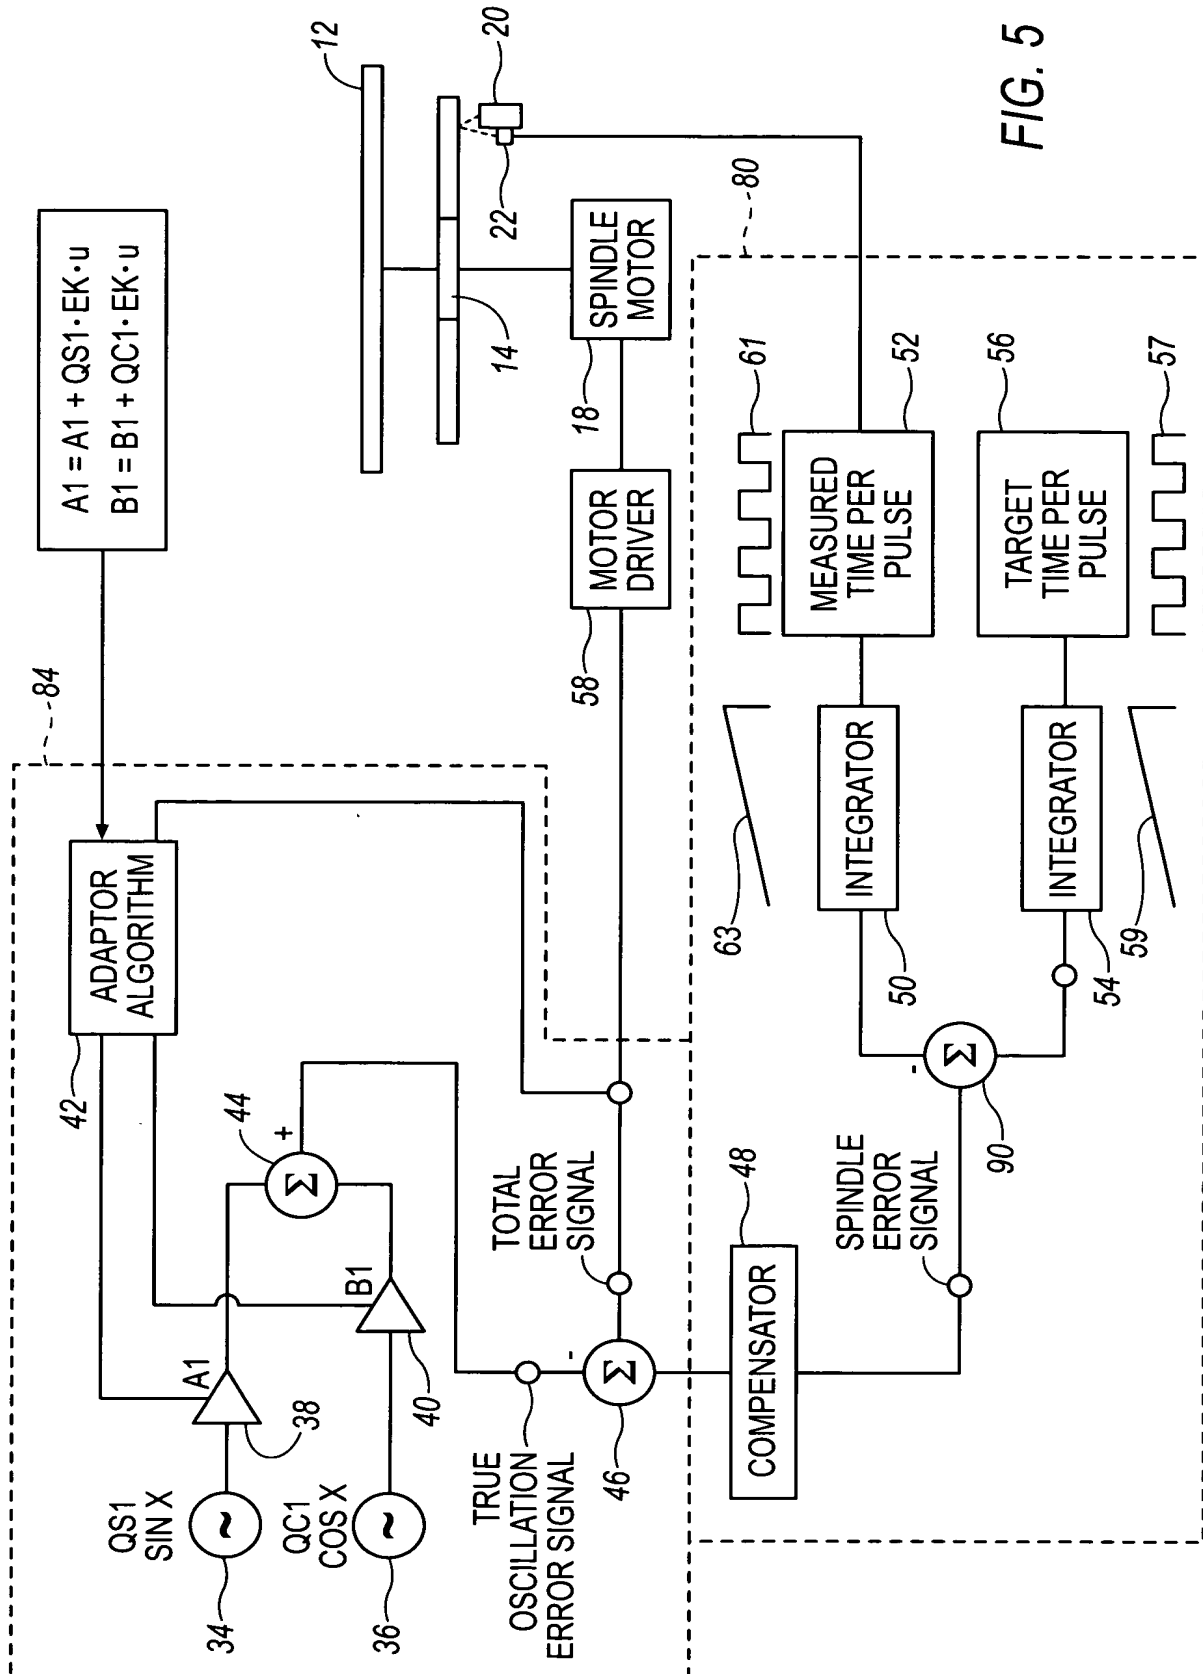 A1 = A1 + QS1·EK·u
B1 = B1 + QC1·EK·u
84
12
20
22
14
SPINDLE
MOTOR
18
MOTOR
DRIVER
58
ADAPTOR
ALGORITHM
42
44
+
Σ
A1
38
B1
40
QS1
SIN X
~
34
QC1
COS X
~
36
TRUE
OSCILLATION
ERROR SIGNAL
TOTAL
ERROR
SIGNAL
-
Σ
46
COMPENSATOR
48
SPINDLE
ERROR
SIGNAL
-
Σ
90
INTEGRATOR
50
63
INTEGRATOR
54
59
MEASURED
TIME PER
PULSE
52
61
TARGET
TIME PER
PULSE
56
57
80
FIG. 5